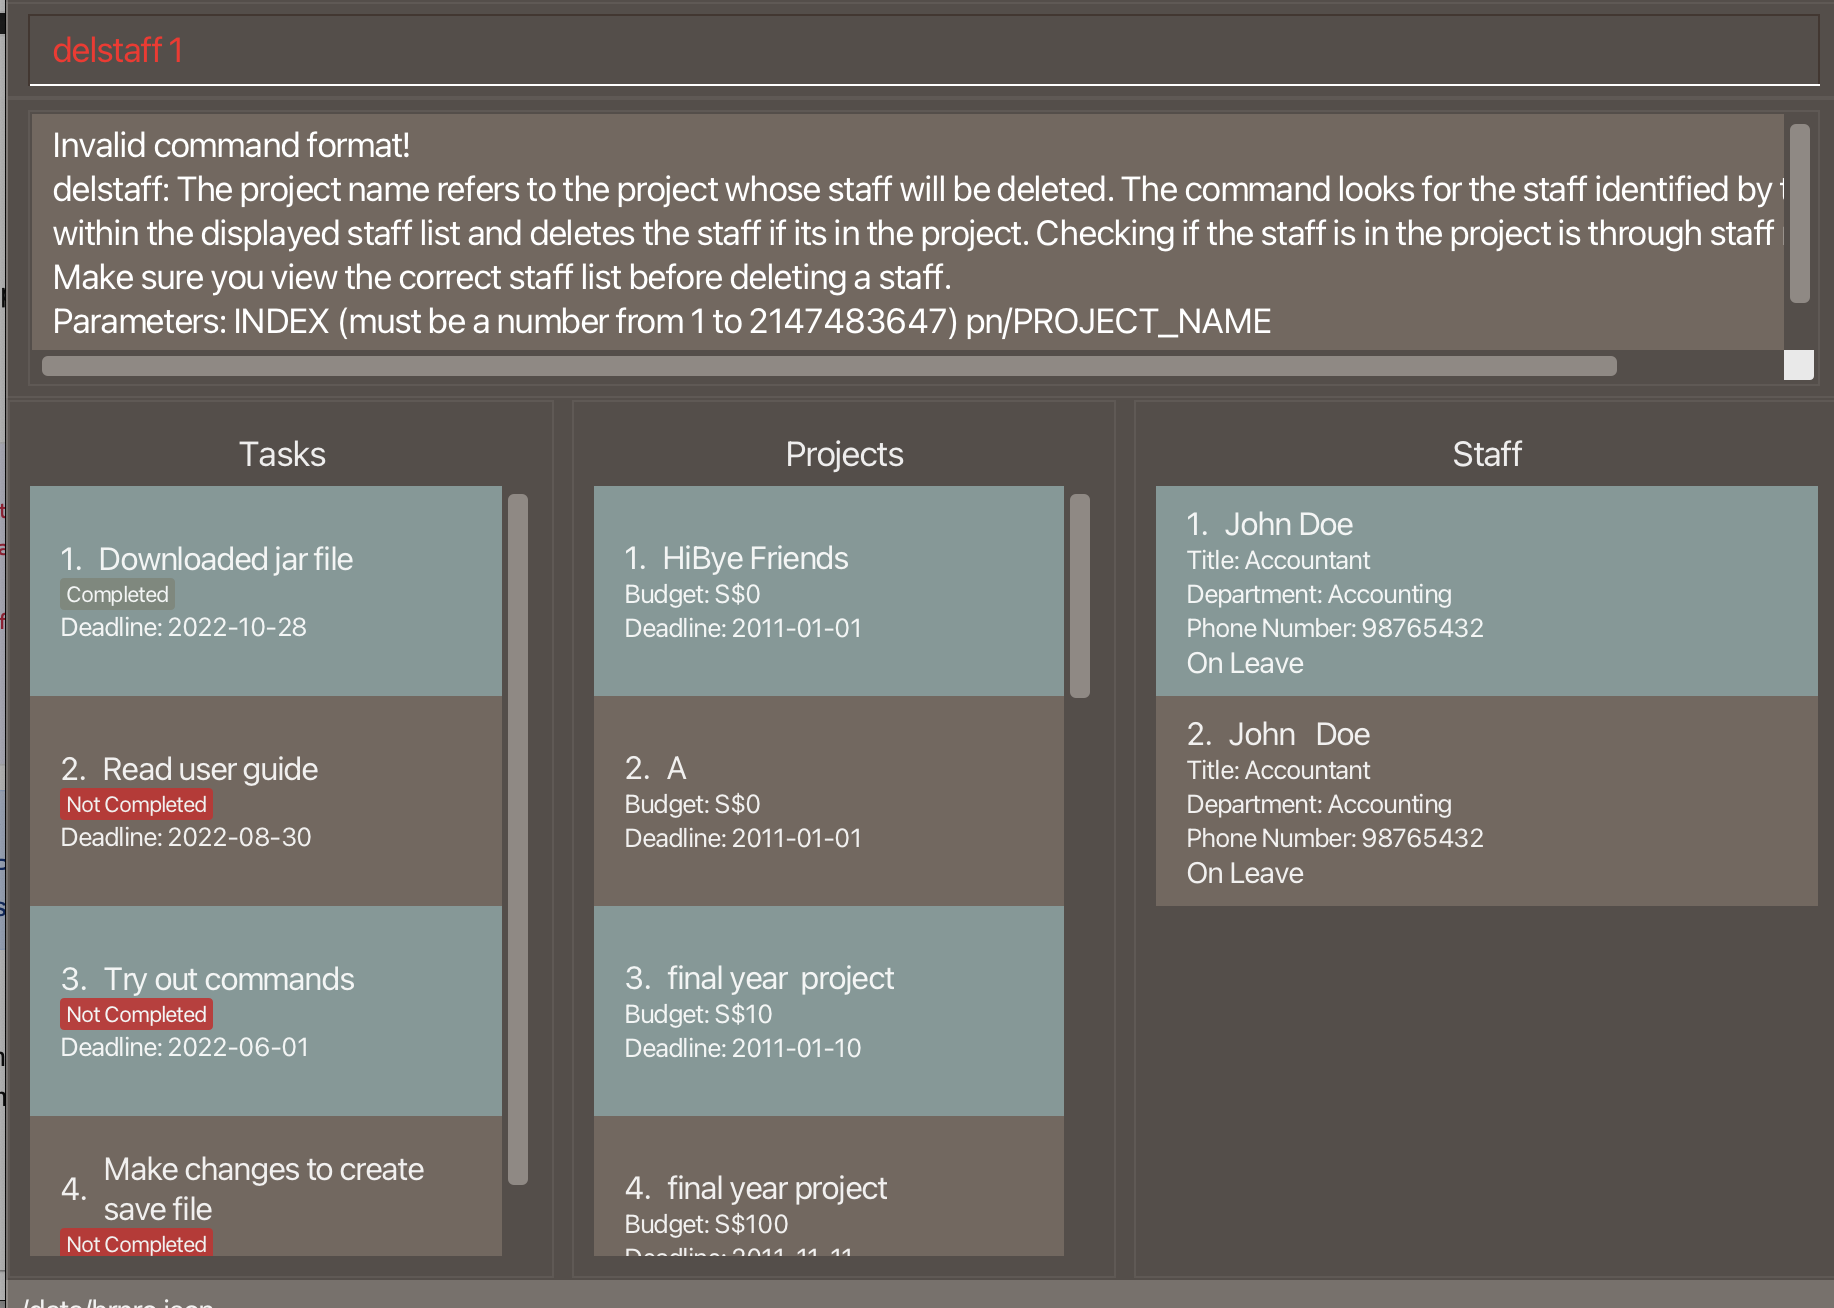 delstaff 1
Invalid command format!
delstaff: The project name refers to the project whose staff will be deleted. The command looks for the staff identified by
within the displayed staff list and deletes the staff if its in the project. Checking if the staff is in the project is through staff
Make sure you view the correct staff list before deleting a staff.
Parameters: INDEX (must be a number from 1 to 2147483647) pn/PROJECT_NAME
Tasks
1. Downloaded jar file
Completed
Deadline: 2022-10-28
2. Read user guide
Not Completed
Deadline: 2022-08-30
3. Try out commands
Not Completed
Deadline: 2022-06-01
4. Make changes to create
save file
Not Completed
Projects
1. HiBye Friends
Budget: S$0
Deadline: 2011-01-01
2. A
Budget: S$0
Deadline: 2011-01-01
3. final year  project
Budget: S$10
Deadline: 2011-01-10
4. final year project
Budget: S$100
Deadline: 2011-11-11
Staff
1. John Doe
Title: Accountant
Department: Accounting
Phone Number: 98765432
On Leave
2. John   Doe
Title: Accountant
Department: Accounting
Phone Number: 98765432
On Leave